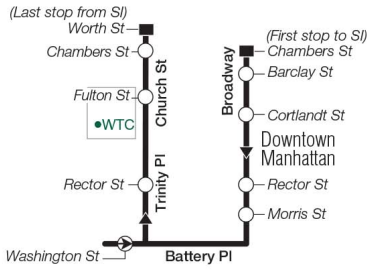 (Last stop from SI)
Worth St
Chambers St
Fulton St
WTC
Church St
Rector St
Trinity Pl
Washington St
Battery Pl
(First stop to SI)
Chambers St
Barclay St
Broadway
Cortlandt St
Downtown
Manhattan
Rector St
Morris St